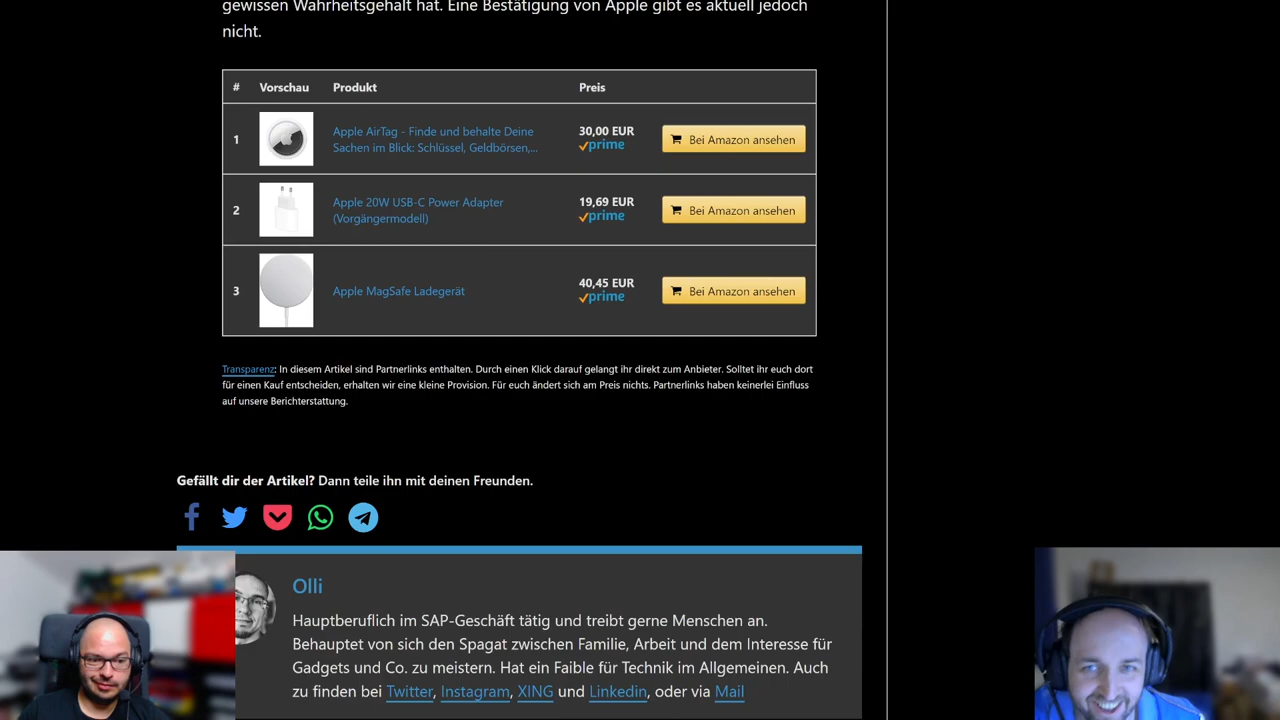 gewissen Wahrheitsgehalt hat. Eine Bestätigung von Apple gibt es aktuell jedoch
nicht.
# Vorschau Produkt Preis
1 Apple AirTag - Finde und behalte Deine Sachen im Blick: Schlüssel, Geldbörsen,... 30,00 EUR prime Bei Amazon ansehen
2 Apple 20W USB-C Power Adapter (Vorgängermodell) 19,69 EUR prime Bei Amazon ansehen
3 Apple MagSafe Ladegerät 40,45 EUR prime Bei Amazon ansehen
Transparenz: In diesem Artikel sind Partnerlinks enthalten. Durch einen Klick darauf gelangt ihr direkt zum Anbieter. Solltet ihr euch dort
für einen Kauf entscheiden, erhalten wir eine kleine Provision. Für euch ändert sich am Preis nichts. Partnerlinks haben keinerlei Einfluss
auf unsere Berichterstattung.
Gefällt dir der Artikel? Dann teile ihn mit deinen Freunden.
Olli
Hauptberuflich im SAP-Geschäft tätig und treibt gerne Menschen an.
Behauptet von sich den Spagat zwischen Familie, Arbeit und dem Interesse für
Gadgets und Co. zu meistern. Hat ein Faible für Technik im Allgemeinen. Auch
zu finden bei Twitter, Instagram, XING und Linkedin, oder via Mail